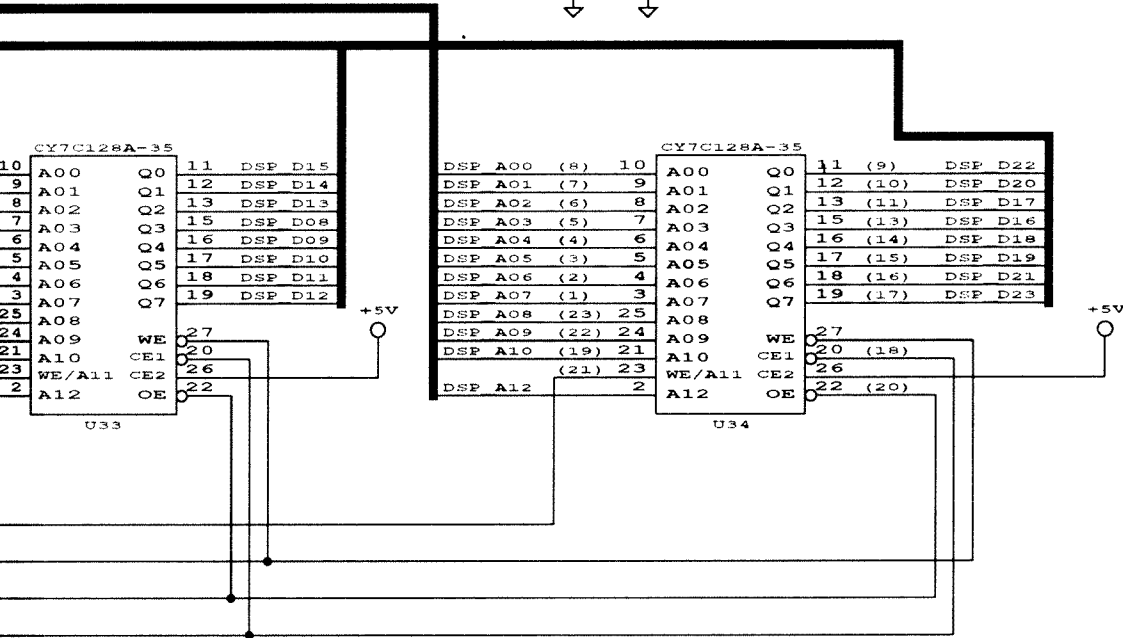 CY7C128A-35
10 A00 Q0 11 DSP D15
9 A01 Q1 12 DSP D14
8 A02 Q2 13 DSP D13
7 A03 Q3 15 DSP D08
6 A04 Q4 16 DSP D09
5 A05 Q5 17 DSP D10
4 A06 Q6 18 DSP D11
3 A07 Q7 19 DSP D12
25 A08
24 A09 WE 27
21 A10 CE1 20
23 WE/A11 CE2 26
2 A12 OE 22
+5V
U33
CY7C128A-35
DSP A00 (8) 10 A00 Q0 11 (9) DSP D22
DSP A01 (7) 9 A01 Q1 12 (10) DSP D20
DSP A02 (6) 8 A02 Q2 13 (11) DSP D17
DSP A03 (5) 7 A03 Q3 15 (13) DSP D16
DSP A04 (4) 6 A04 Q4 16 (14) DSP D18
DSP A05 (3) 5 A05 Q5 17 (15) DSP D19
DSP A06 (2) 4 A06 Q6 18 (16) DSP D21
DSP A07 (1) 3 A07 Q7 19 (17) DSP D23
DSP A08 (23) 25 A08
DSP A09 (22) 24 A09 WE 27
DSP A10 (19) 21 A10 CE1 20 (18)
(21) 23 WE/A11 CE2 26
DSP A12 2 A12 OE 22 (20)
+5V
U34